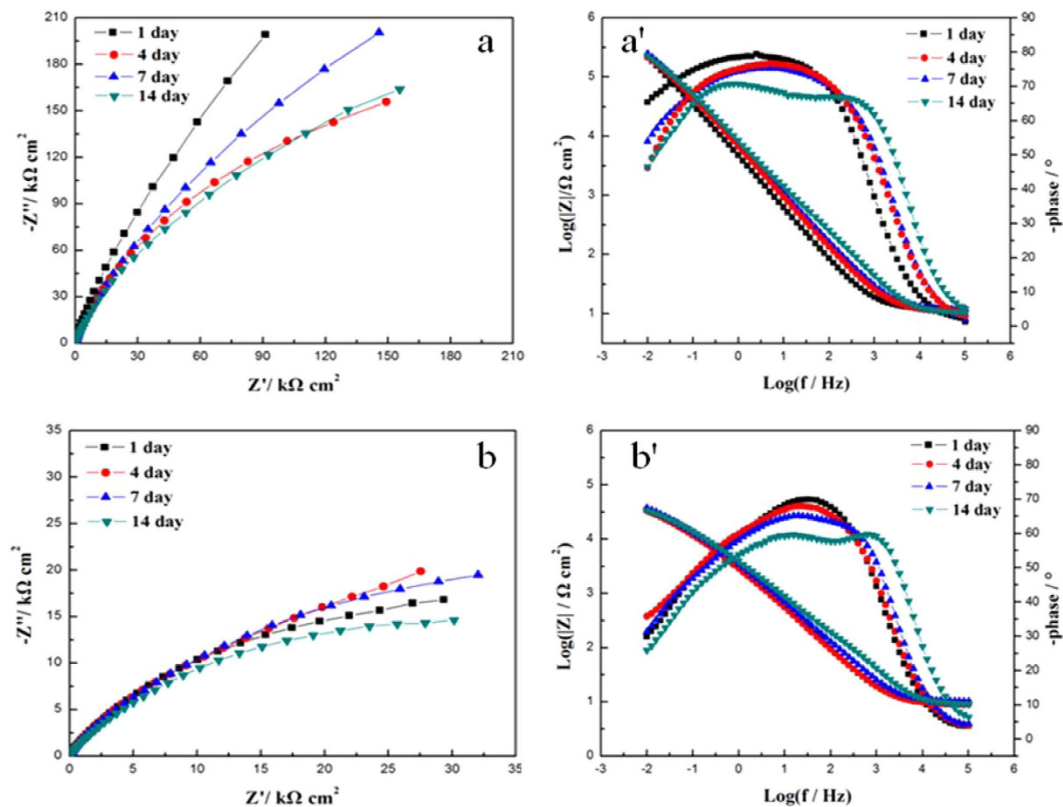 a
1 day
4 day
7 day
14 day
210
180
150
120
90
60
30
0
-Z''/ kΩ cm²
0 30 60 90 120 150 180 210
Z'/ kΩ cm²
a'
1 day
4 day
7 day
14 day
6
5
4
3
2
1
Log(|Z|/Ω cm²)
90
80
70
60
50
40
30
20
10
0
-phase / °
-3 -2 -1 0 1 2 3 4 5 6
Log(f / Hz)
b
1 day
4 day
7 day
14 day
35
30
25
20
15
10
5
0
-Z''/ kΩ cm²
0 5 10 15 20 25 30 35
Z'/ kΩ cm²
b'
1 day
4 day
7 day
14 day
6
5
4
3
2
1
0
Log(|Z| / Ω cm²)
90
80
70
60
50
40
30
20
10
0
-phase / °
-3 -2 -1 0 1 2 3 4 5 6
Log(f / Hz)